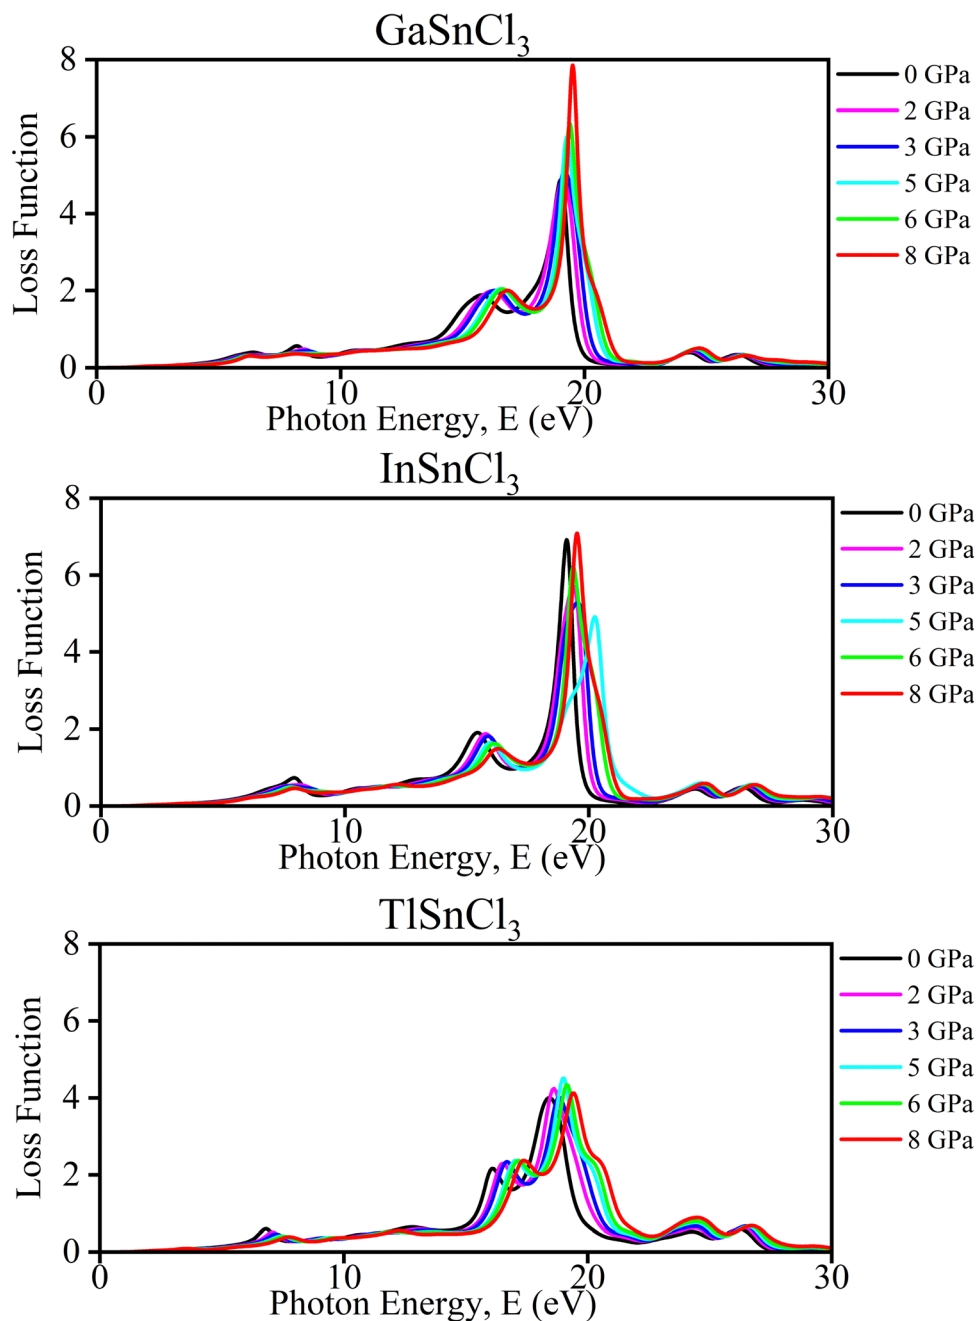 GaSnCl₃
Loss Function
8
6
4
2
0
0 10 20 30
Photon Energy, E (eV)
0 GPa
2 GPa
3 GPa
5 GPa
6 GPa
8 GPa
InSnCl₃
Loss Function
8
6
4
2
0
0 10 20 30
Photon Energy, E (eV)
0 GPa
2 GPa
3 GPa
5 GPa
6 GPa
8 GPa
TlSnCl₃
Loss Function
8
6
4
2
0
0 10 20 30
Photon Energy, E (eV)
0 GPa
2 GPa
3 GPa
5 GPa
6 GPa
8 GPa